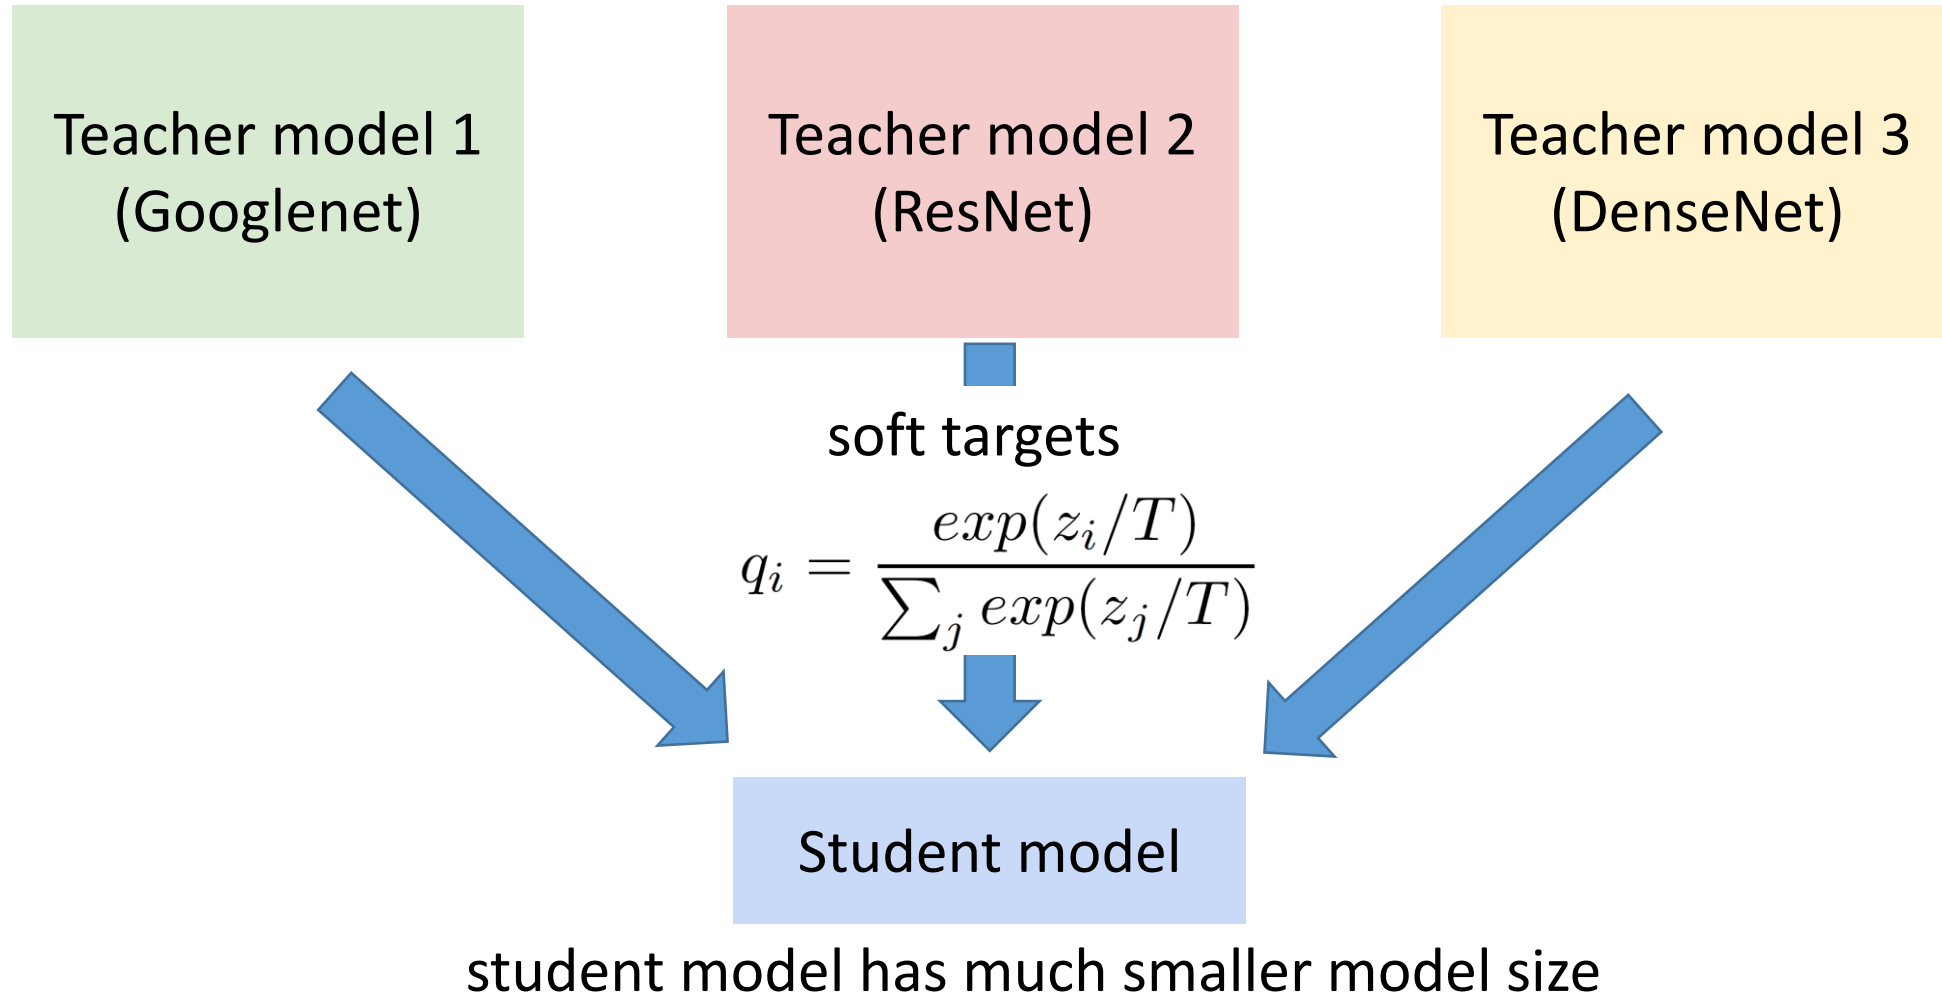 Teacher model 1
(Googlenet)
Teacher model 2
(ResNet)
Teacher model 3
(DenseNet)
soft targets
q_i = exp(z_i/T) / ∑_j exp(z_j/T)
Student model
student model has much smaller model size